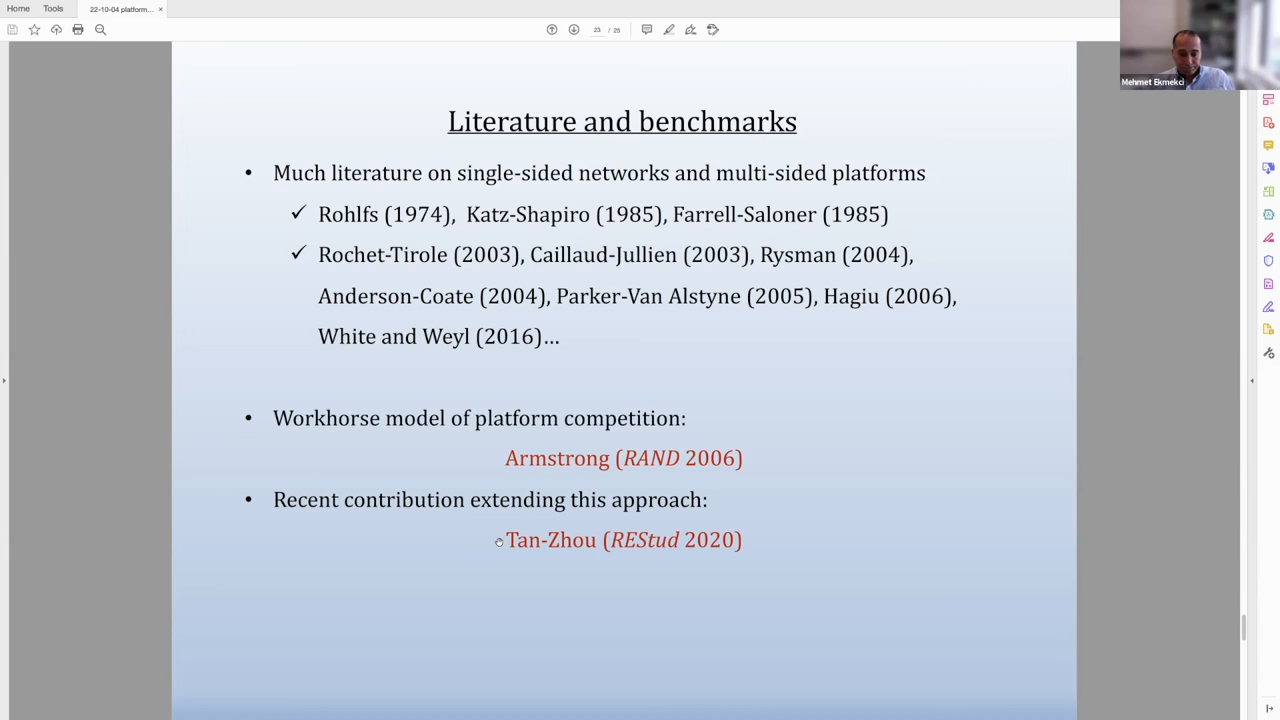 Home
Tools
22-10-04 platform... ×
23 / 25
Mehmet Ekmekci
Literature and benchmarks
• Much literature on single-sided networks and multi-sided platforms
✓ Rohlfs (1974), Katz-Shapiro (1985), Farrell-Saloner (1985)
✓ Rochet-Tirole (2003), Caillaud-Jullien (2003), Rysman (2004),
Anderson-Coate (2004), Parker-Van Alstyne (2005), Hagiu (2006),
White and Weyl (2016)...
• Workhorse model of platform competition:
Armstrong (RAND 2006)
• Recent contribution extending this approach:
Tan-Zhou (REStud 2020)